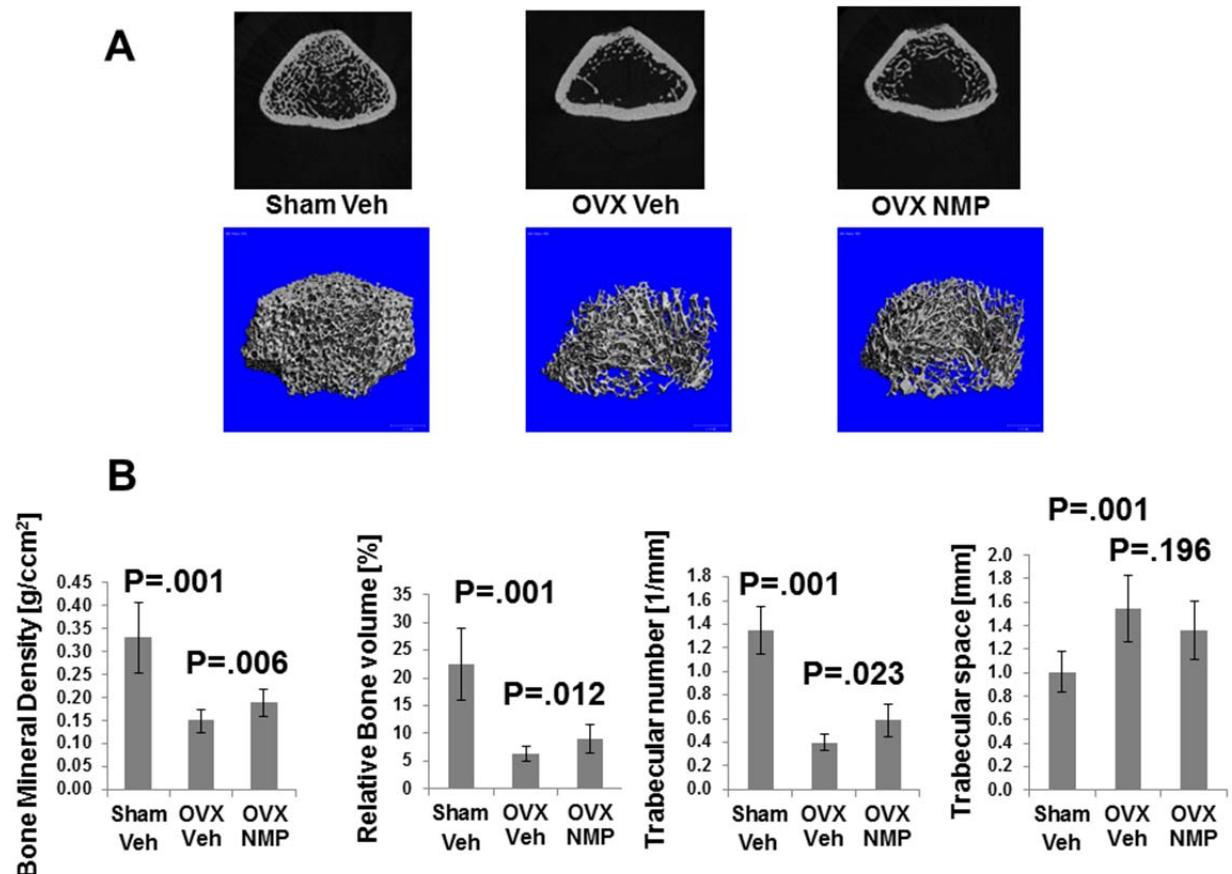 A
Sham Veh
OVX Veh
OVX NMP
B
Bone Mineral Density [g/ccm²]
0.45
0.40
0.35
0.30
0.25
0.20
0.15
0.10
0.05
0.00
P=.001
P=.006
Sham
Veh
OVX
Veh
OVX
NMP
Relative Bone volume [%]
35
30
25
20
15
10
5
0
P=.001
P=.012
Sham
Veh
OVX
Veh
OVX
NMP
Trabecular number [1/mm]
1.8
1.6
1.4
1.2
1.0
0.8
0.6
0.4
0.2
0.0
P=.001
P=.023
Sham
Veh
OVX
Veh
OVX
NMP
Trabecular space [mm]
2.0
1.8
1.6
1.4
1.2
1.0
0.8
0.6
0.4
0.2
0.0
P=.001
P=.196
Sham
Veh
OVX
Veh
OVX
NMP